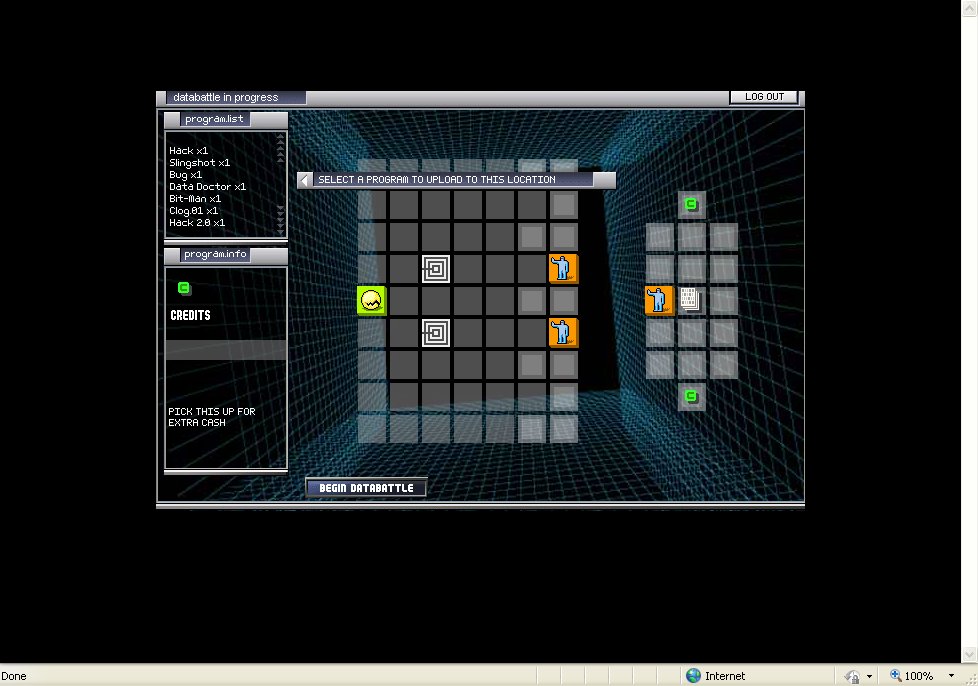 databattle in progress
LOG OUT
program.list
Hack x1
Slingshot x1
Bug x1
Data Doctor x1
Bit-Man x1
Clog.01 x1
Hack 2.0 x1
SELECT A PROGRAM TO UPLOAD TO THIS LOCATION
program.info
CREDITS
PICK THIS UP FOR
EXTRA CASH
BEGIN DATABATTLE
Done
Internet
100%